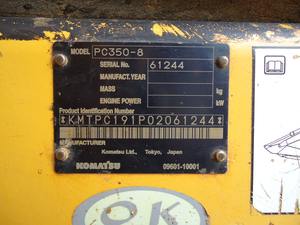 MODEL PC350-8
SERIAL No. 61244
MANUFACT. YEAR
MASS kg
ENGINE POWER kW
Product Identification Number
*KMTPC191P02061244*
MANUFACTURER
Komatsu Ltd., Tokyo, Japan
KOMATSU 09601-10001
OK